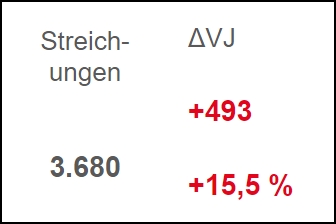 Streich-
ungen
ΔVJ
+493
3.680
+15,5 %